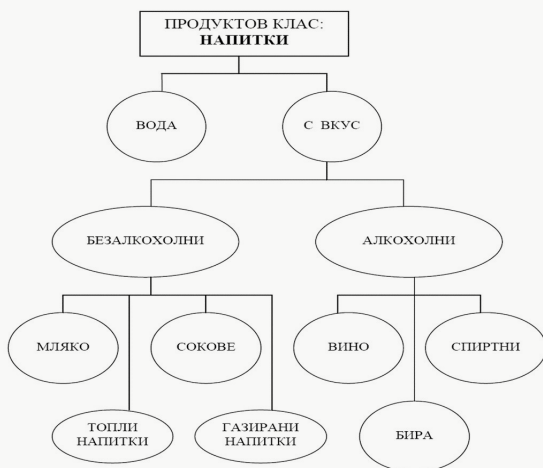 ПРОДУКТОВ КЛАС:
НАПИТКИ
ВОДА
С ВКУС
БЕЗАЛКОХОЛНИ
АЛКОХОЛНИ
МЛЯКО
СОКОВЕ
ВИНО
СПИРТНИ
ТОПЛИ
НАПИТКИ
ГАЗИРАНИ
НАПИТКИ
БИРА